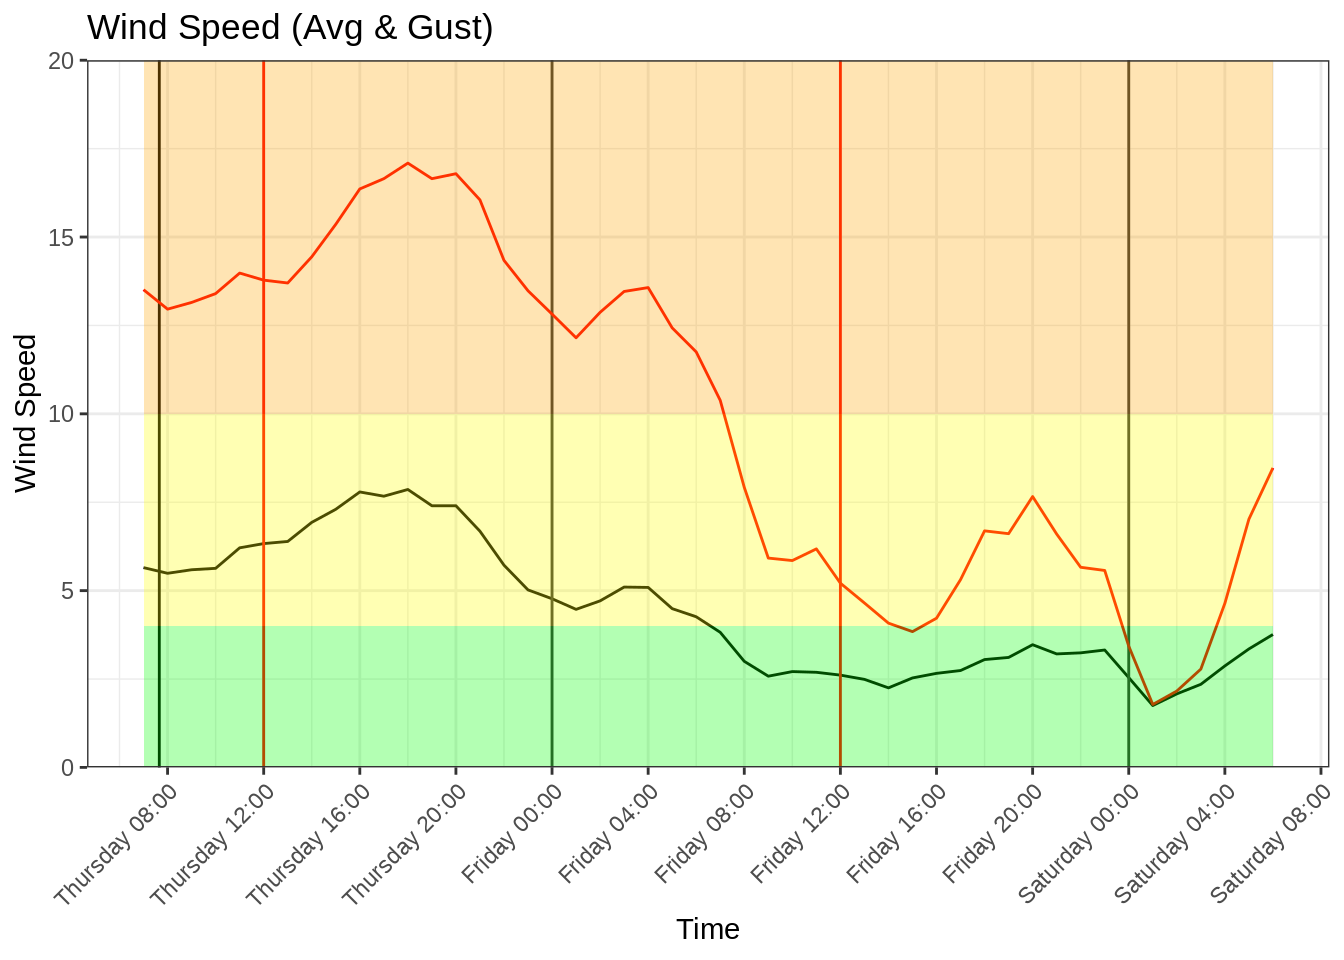 Wind Speed (Avg & Gust)
20
15
10
5
0
Wind Speed
Thursday 08:00
Thursday 12:00
Thursday 16:00
Thursday 20:00
Friday 00:00
Friday 04:00
Friday 08:00
Friday 12:00
Friday 16:00
Friday 20:00
Saturday 00:00
Saturday 04:00
Saturday 08:00
Time